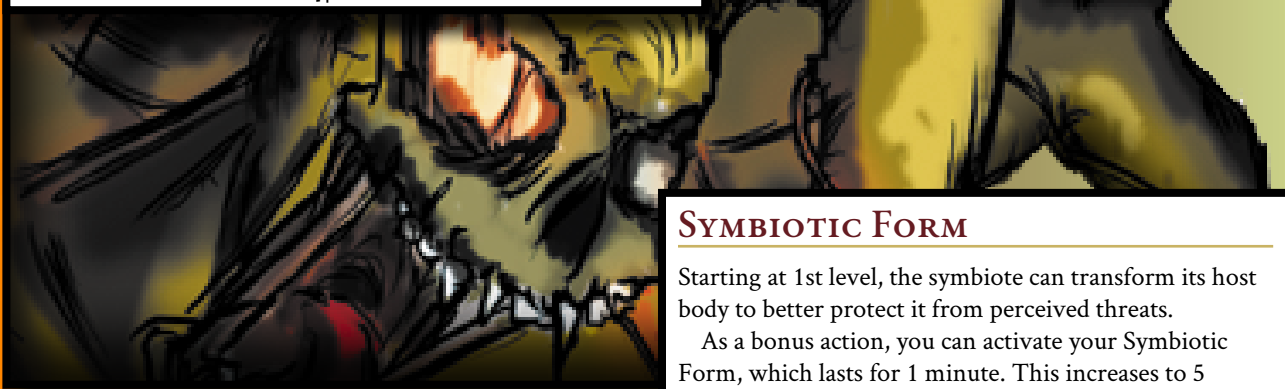 Symbiotic Form
Starting at 1st level, the symbiote can transform its host
body to better protect it from perceived threats.
As a bonus action, you can activate your Symbiotic
Form, which lasts for 1 minute. This increases to 5